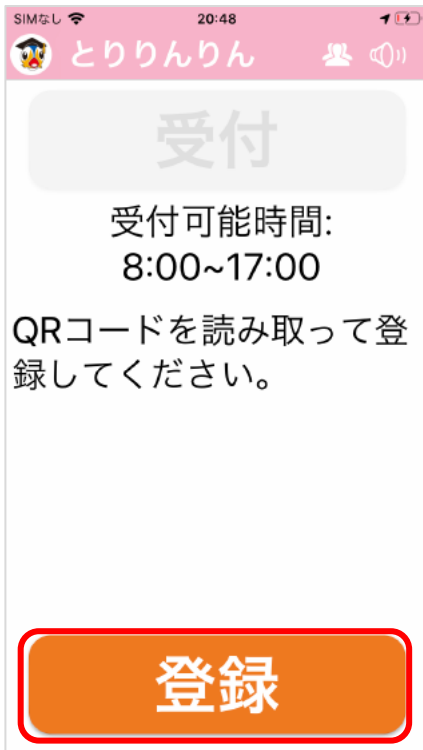 SIMなし 20:48
とりりんりん
受付
受付可能時間:
8:00~17:00
QRコードを読み取って登
録してください。
登録